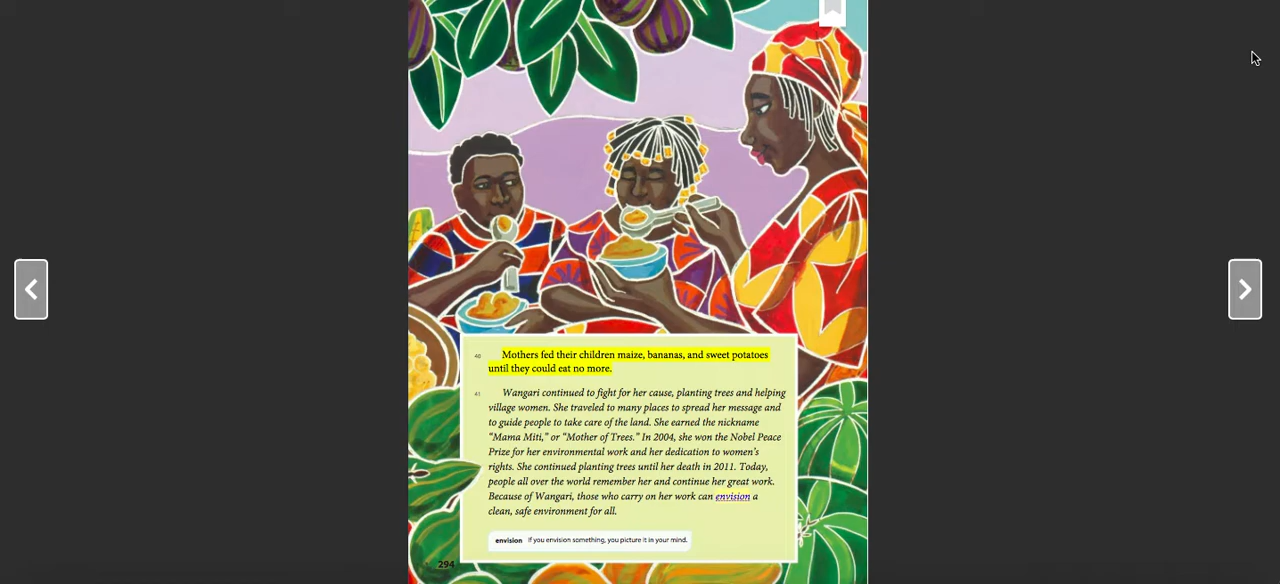 40 Mothers fed their children maize, bananas, and sweet potatoes
until they could eat no more.
41 Wangari continued to fight for her cause, planting trees and helping
village women. She traveled to many places to spread her message and
to guide people to take care of the land. She earned the nickname
“Mama Miti,” or “Mother of Trees.” In 2004, she won the Nobel Peace
Prize for her environmental work and her dedication to women’s
rights. She continued planting trees until her death in 2011. Today,
people all over the world remember her and continue her great work.
Because of Wangari, those who carry on her work can envision a
clean, safe environment for all.
envision If you envision something, you picture it in your mind.
294